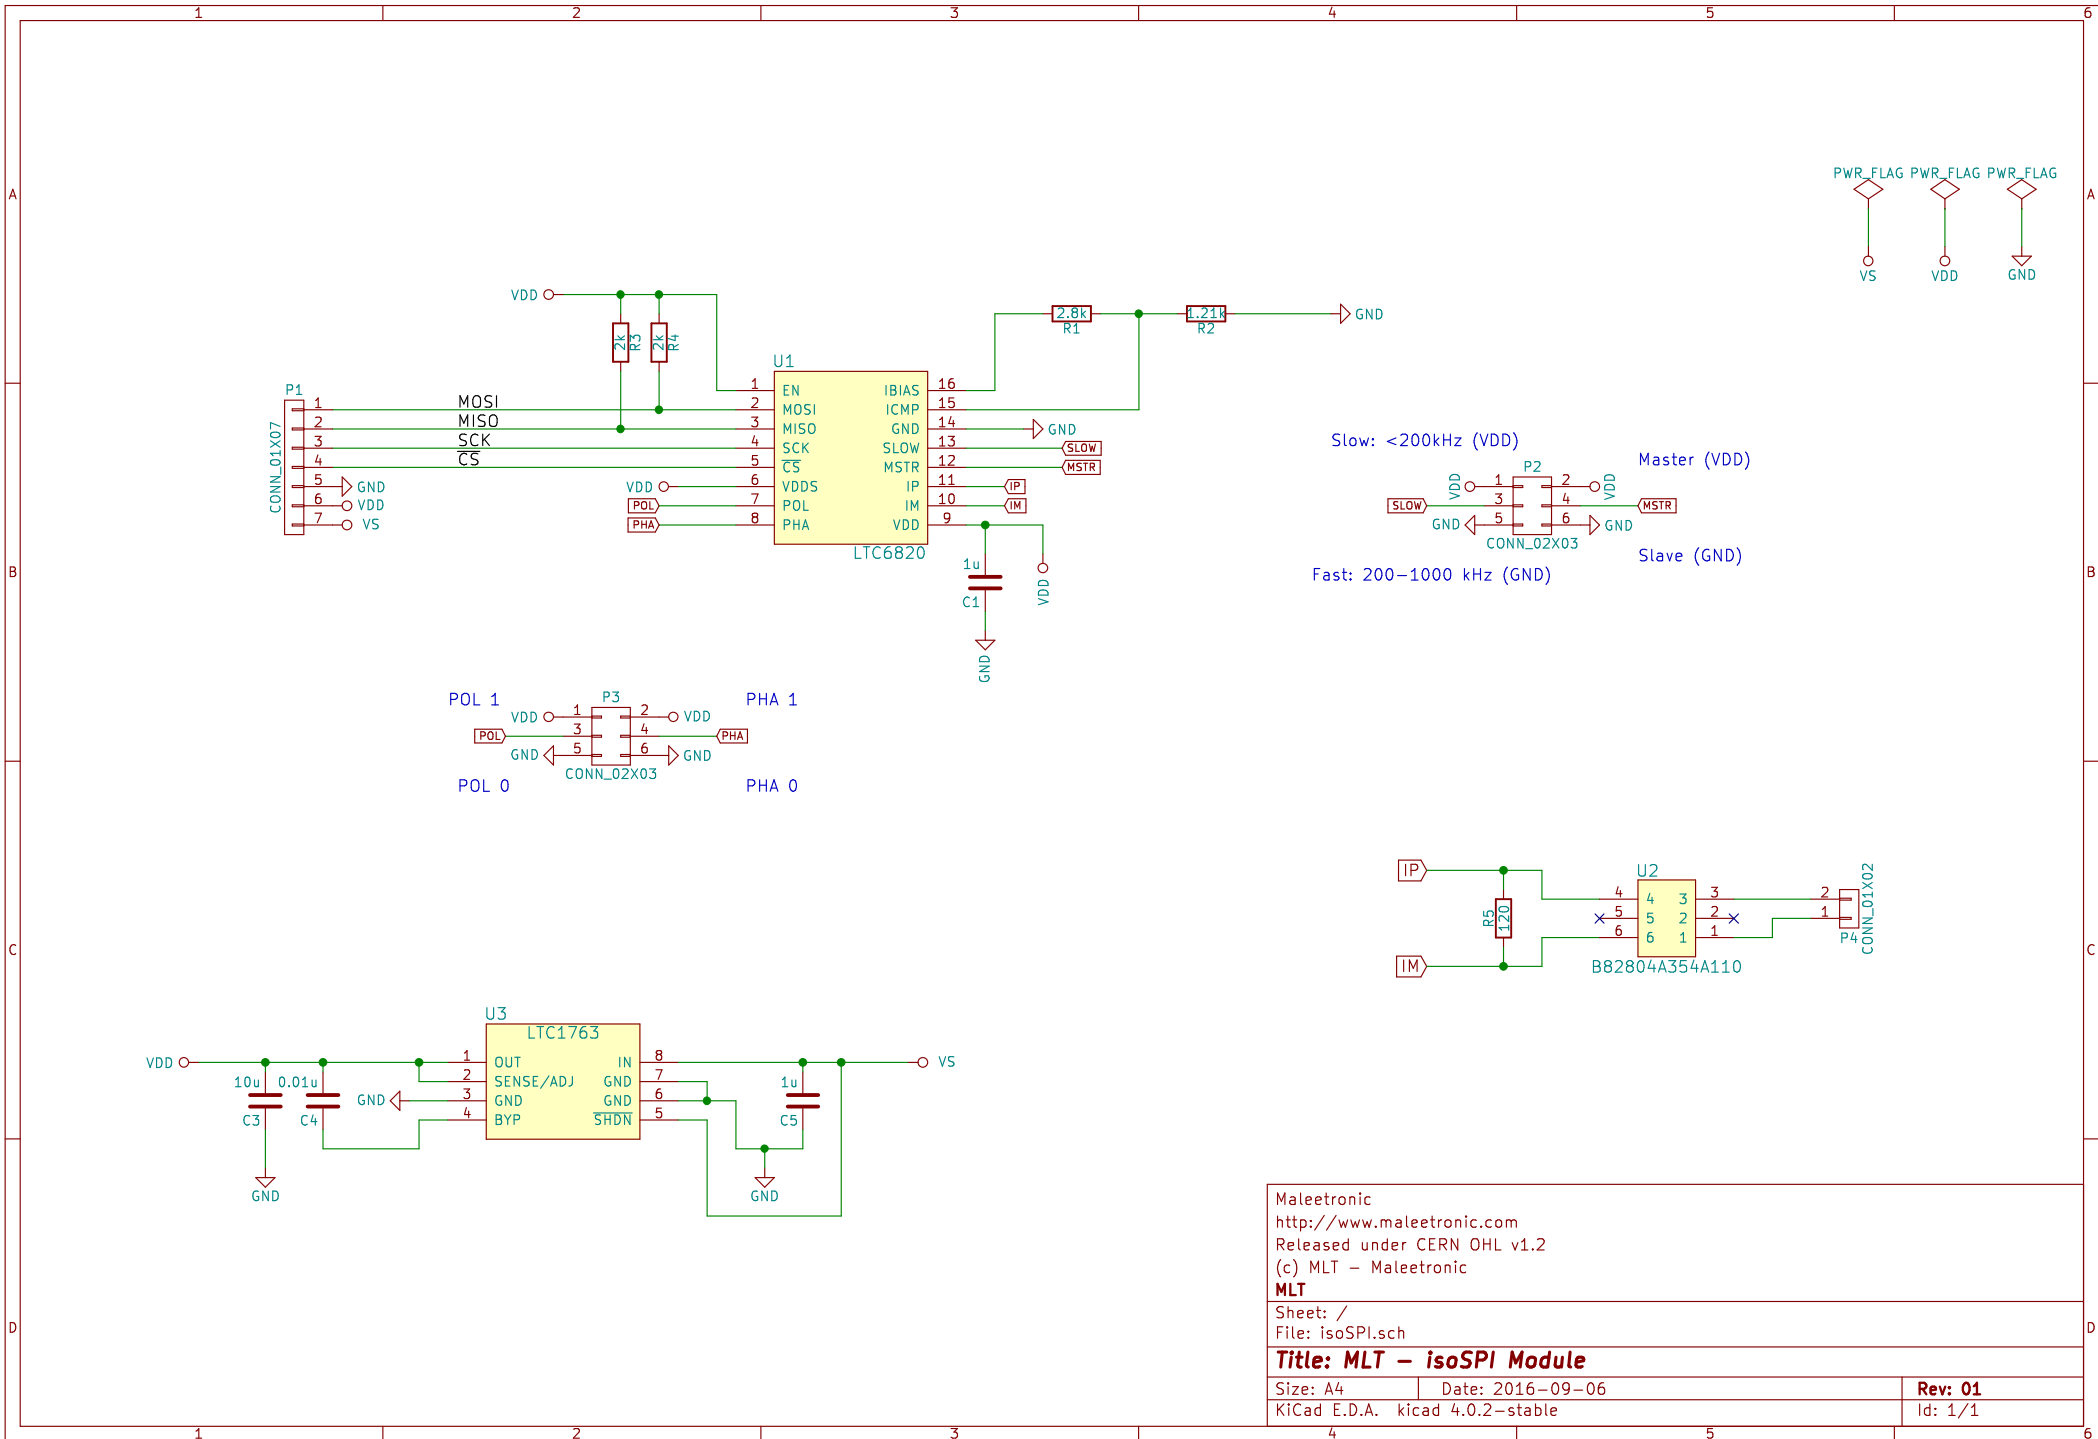 1 2 3 4 5 6
A
B
C
D
A
B
C
D
1 2 3 4 5 6
PWR_FLAG PWR_FLAG PWR_FLAG
VS VDD GND
VDD
2k R3
2k R4
2.8k
R1
1.21k
R2
GND
U1
1 EN IBIAS 16
2 MOSI ICMP 15
3 MISO GND 14 GND
4 SCK SLOW 13 SLOW
5 CS MSTR 12 MSTR
VDD 6 VDDS IP 11 IP
POL 7 POL IM 10 IM
PHA 8 PHA VDD 9
LTC6820
P1
CONN_01X07
1 MOSI
2 MISO
3 SCK
4 CS
5 GND
6 VDD
7 VS
1u
C1
GND
VDD
Slow: <200kHz (VDD)
Master (VDD)
P2
VDD 1 2 VDD
SLOW 3 4 MSTR
GND 5 6 GND
CONN_02X03
Slave (GND)
Fast: 200-1000 kHz (GND)
POL 1 PHA 1
P3
VDD 1 2 VDD
POL 3 4 PHA
GND 5 6 GND
CONN_02X03
POL 0 PHA 0
IP
IM
R5
120
U2
4 4 3 3
5 5 2 2
6 6 1 1
B82804A354A110
2
1
P4
CONN_01X02
U3
LTC1763
VDD 1 OUT IN 8 VS
2 SENSE/ADJ GND 7
GND 3 GND GND 6
4 BYP SHDN 5
10u
C3
GND
0.01u
C4
1u
C5
GND
Maleetronic
http://www.maleetronic.com
Released under CERN OHL v1.2
(c) MLT - Maleetronic
MLT
Sheet: /
File: isoSPI.sch
Title: MLT - isoSPI Module
Size: A4 Date: 2016-09-06 Rev: 01
KiCad E.D.A. kicad 4.0.2-stable Id: 1/1